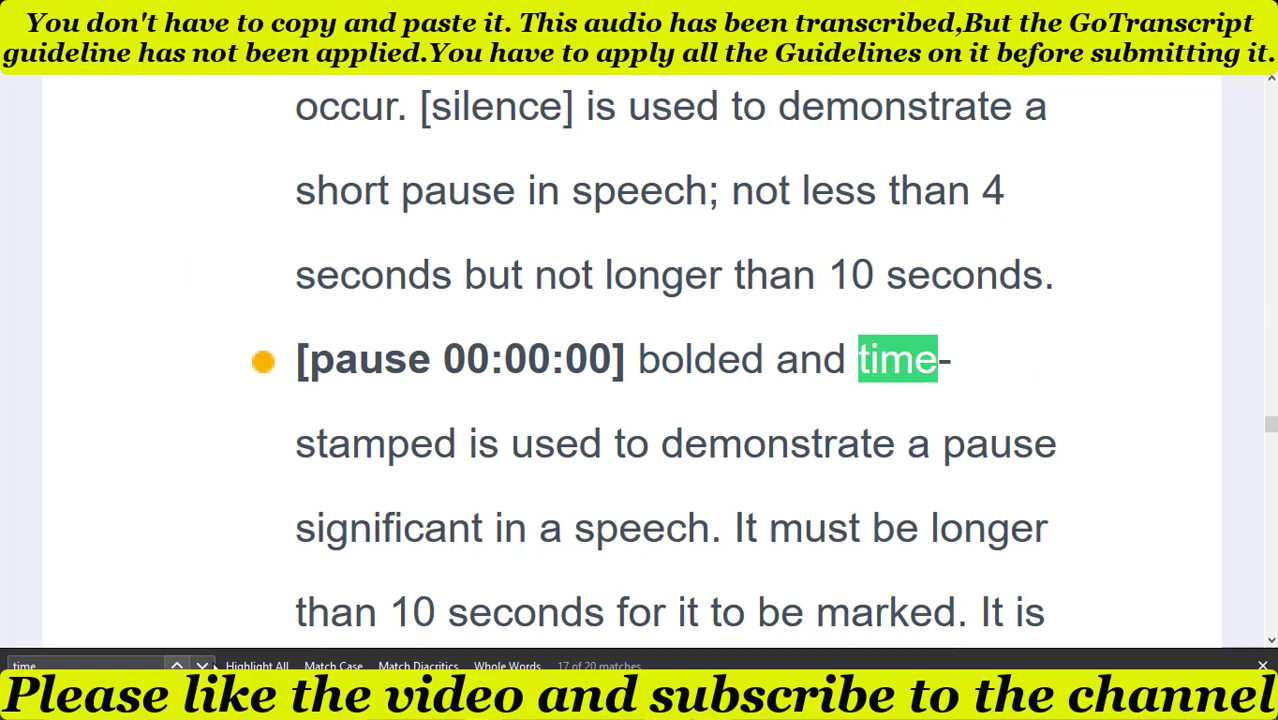 You don't have to copy and paste it. This audio has been transcribed,But the GoTranscript
guideline has not been applied.You have to apply all the Guidelines on it before submitting it.
occur. [silence] is used to demonstrate a
short pause in speech; not less than 4
seconds but not longer than 10 seconds.
[pause 00:00:00] bolded and time-
stamped is used to demonstrate a pause
significant in a speech. It must be longer
than 10 seconds for it to be marked. It is
time Highlight All Match Case Match Diacritics Whole Words 17 of 20 matches
Please like the video and subscribe to the channel